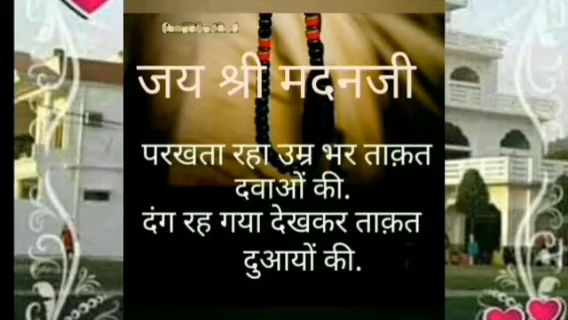 जय श्री मदनजी
परखता रहा उम्र भर ताक़त
दवाओं की.
दंग रह गया देखकर ताक़त
दुआयों की.